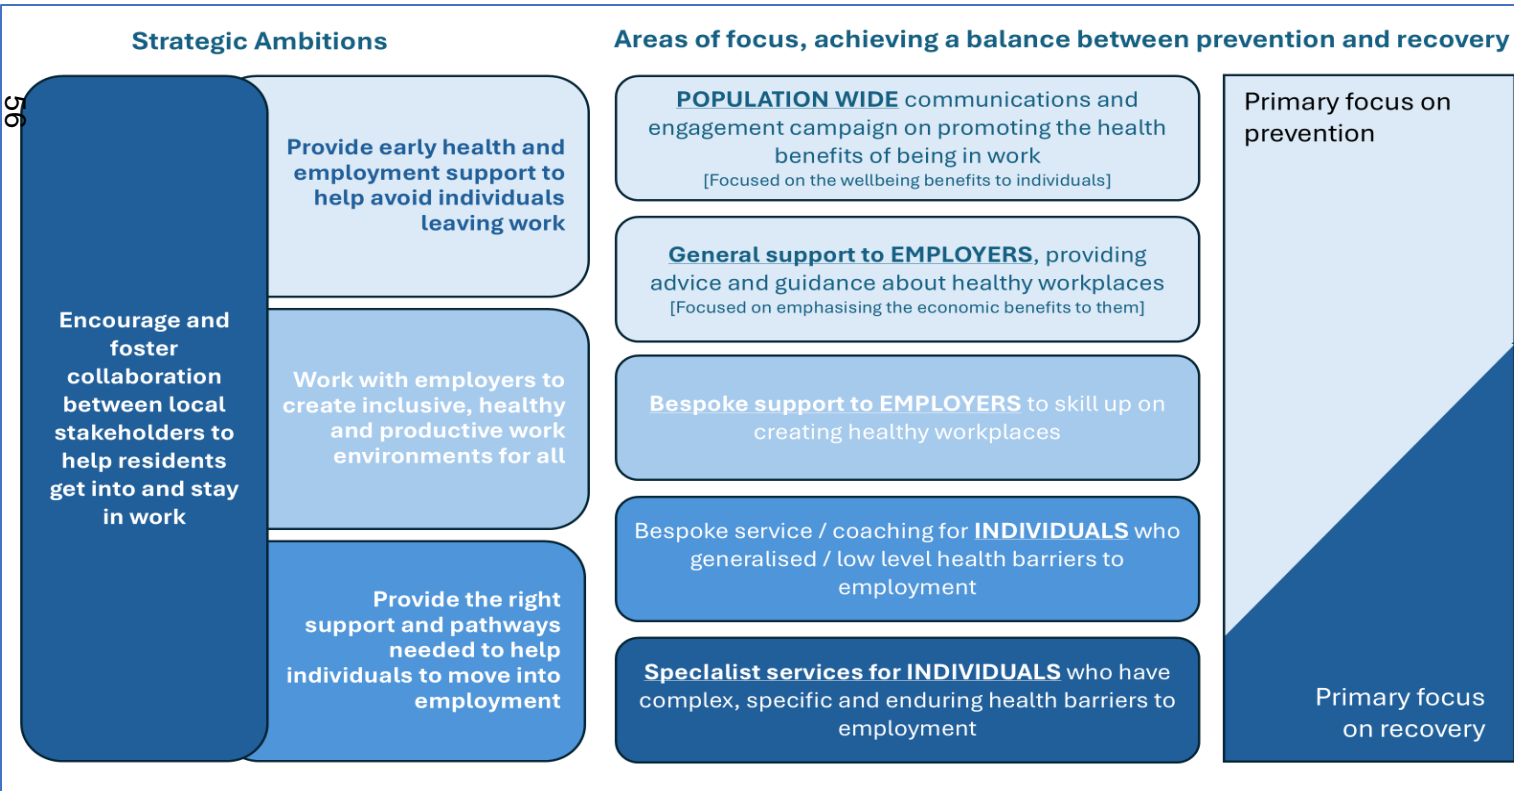 Strategic Ambitions
Areas of focus, achieving a balance between prevention and recovery
56
Encourage and
foster
collaboration
between local
stakeholders to
help residents
get into and stay
in work
Provide early health and
employment support to
help avoid individuals
leaving work
Work with employers to
create inclusive, healthy
and productive work
environments for all
Provide the right
support and pathways
needed to help
individuals to move into
employment
POPULATION WIDE communications and
engagement campaign on promoting the health
benefits of being in work
[Focused on the wellbeing benefits to individuals]
General support to EMPLOYERS, providing
advice and guidance about healthy workplaces
[Focused on emphasising the economic benefits to them]
Bespoke support to EMPLOYERS to skill up on
creating healthy workplaces
Bespoke service / coaching for INDIVIDUALS who
generalised / low level health barriers to
employment
SpecIalist services for INDIVIDUALS who have
complex, specific and enduring health barriers to
employment
Primary focus on
prevention
Primary focus
on recovery